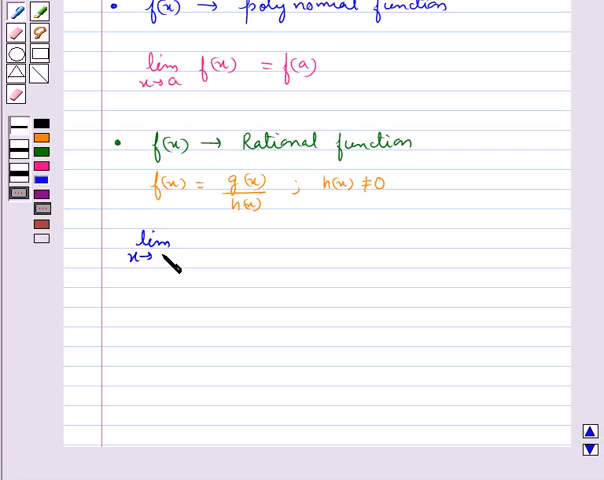 • f(x) → polynomial function
lim x→a f(x) = f(a)
• f(x) → Rational function
f(x) = g(x)/h(x) ; h(x) ≠ 0
lim x→